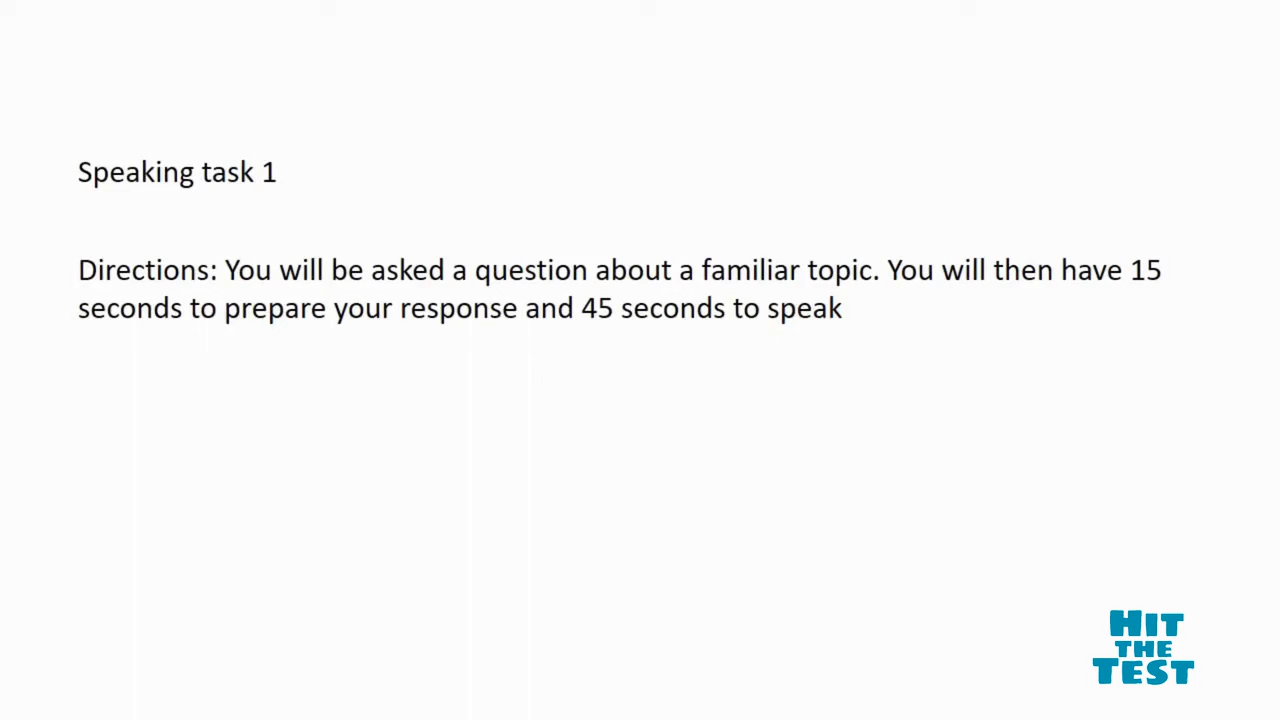 Speaking task 1
Directions: You will be asked a question about a familiar topic. You will then have 15
seconds to prepare your response and 45 seconds to speak
HIT
THE
TEST